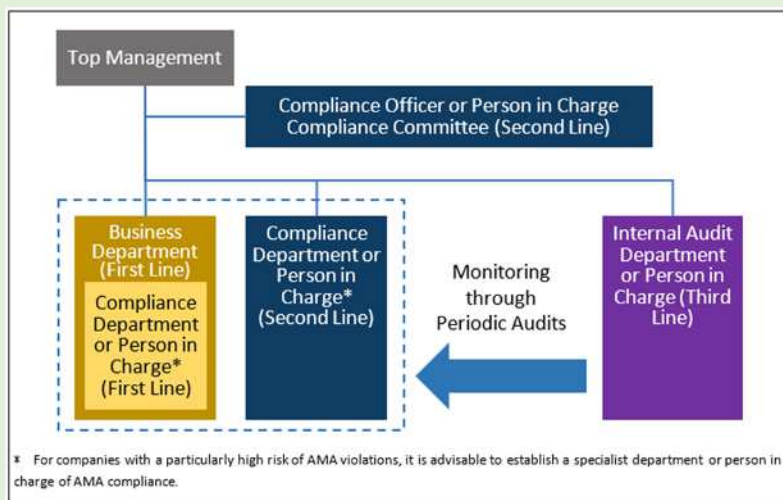 Top Management
Compliance Officer or Person in Charge
Compliance Committee (Second Line)
Business
Department
(First Line)
Compliance
Department
or Person in
Charge*
(First Line)
Compliance
Department or
Person in
Charge*
(Second Line)
Monitoring
through
Periodic Audits
Internal Audit
Department
or Person in
Charge (Third
Line)
* For companies with a particularly high risk of AMA violations, it is advisable to establish a specialist department or person in
charge of AMA compliance.